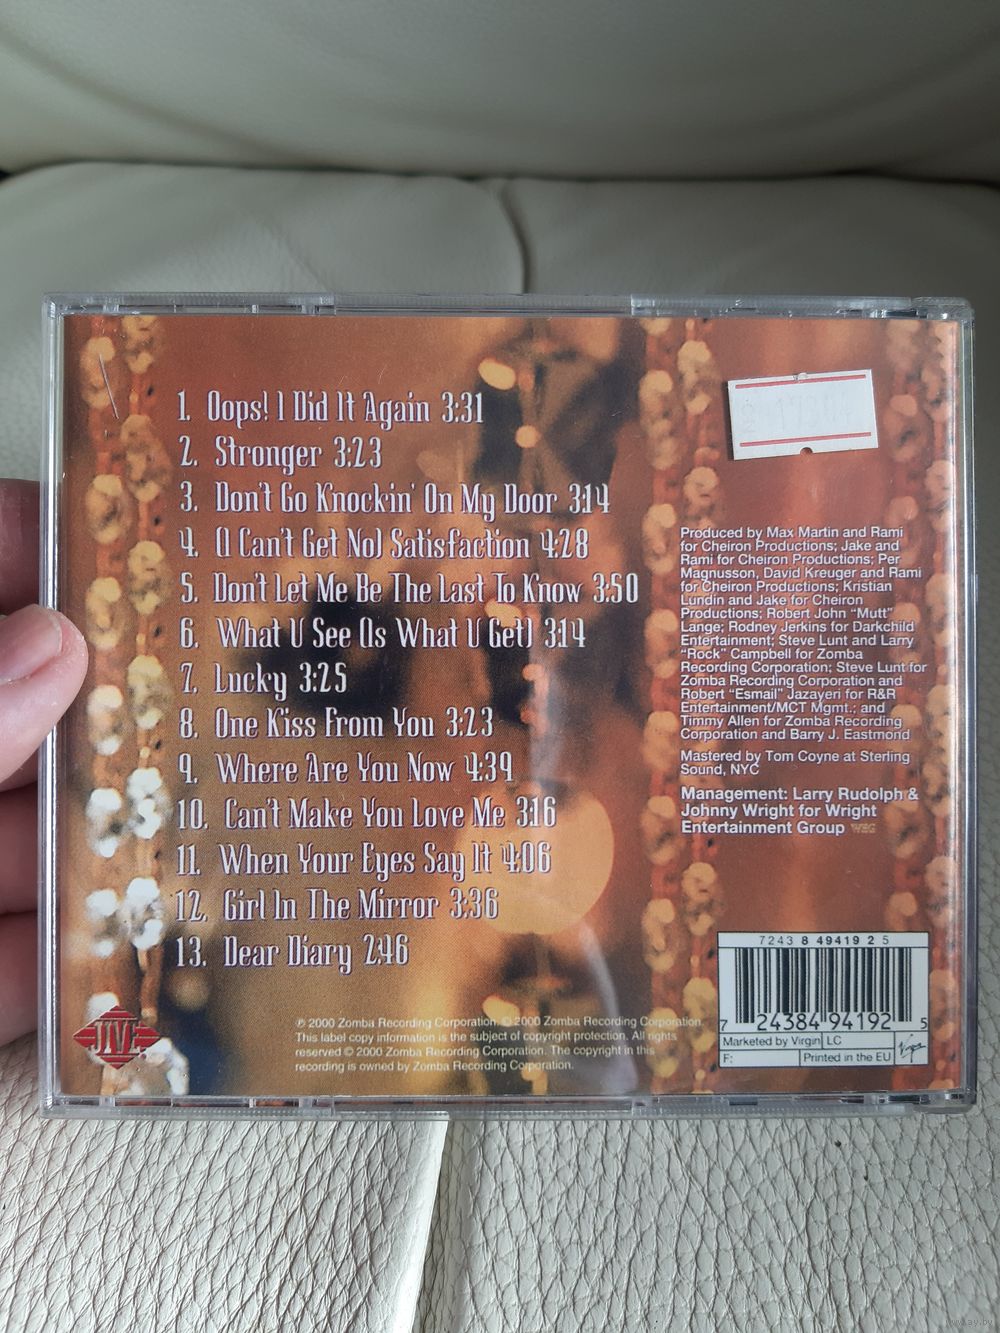 1. Oops! I Did It Again 3:31
2. Stronger 3:23
3. Don't Go Knockin' On My Door 3:14
4. (I Can't Get No) Satisfaction 4:28
5. Don't Let Me Be The Last To Know 3:50
6. What U See (Is What U Get) 3:14
7. Lucky 3:25
8. One Kiss From You 3:23
9. Where Are You Now 4:39
10. Can't Make You Love Me 3:16
11. When Your Eyes Say It 4:06
12. Girl In The Mirror 3:36
13. Dear Diary 2:46
Produced by Max Martin and Rami
for Cheiron Productions; Jake and
Rami for Cheiron Productions; Per
Magnusson, David Kreuger and Rami
for Cheiron Productions; Kristian
Lundin and Jake for Cheiron
Productions; Robert John “Mutt”
Lange; Rodney Jerkins for Darkchild
Entertainment; Steve Lunt and Larry
“Rock” Campbell for Zomba
Recording Corporation; Steve Lunt for
Zomba Recording Corporation and
Robert “Esmail” Jazayeri for R&R
Entertainment/MCT Mgmt.; and
Timmy Allen for Zomba Recording
Corporation and Barry J. Eastmond
Mastered by Tom Coyne at Sterling
Sound, NYC
Management: Larry Rudolph &
Johnny Wright for Wright
Entertainment Group WEG
7243 8 49419 2 5
7 24384 94192 5
Marketed by Virgin LC
F: Printed in the EU
Virgin
JIVE
℗ 2000 Zomba Recording Corporation. © 2000 Zomba Recording Corporation.
This label copy information is the subject of copyright protection. All rights
reserved © 2000 Zomba Recording Corporation. The copyright in this
recording is owned by Zomba Recording Corporation.
www.ay.by